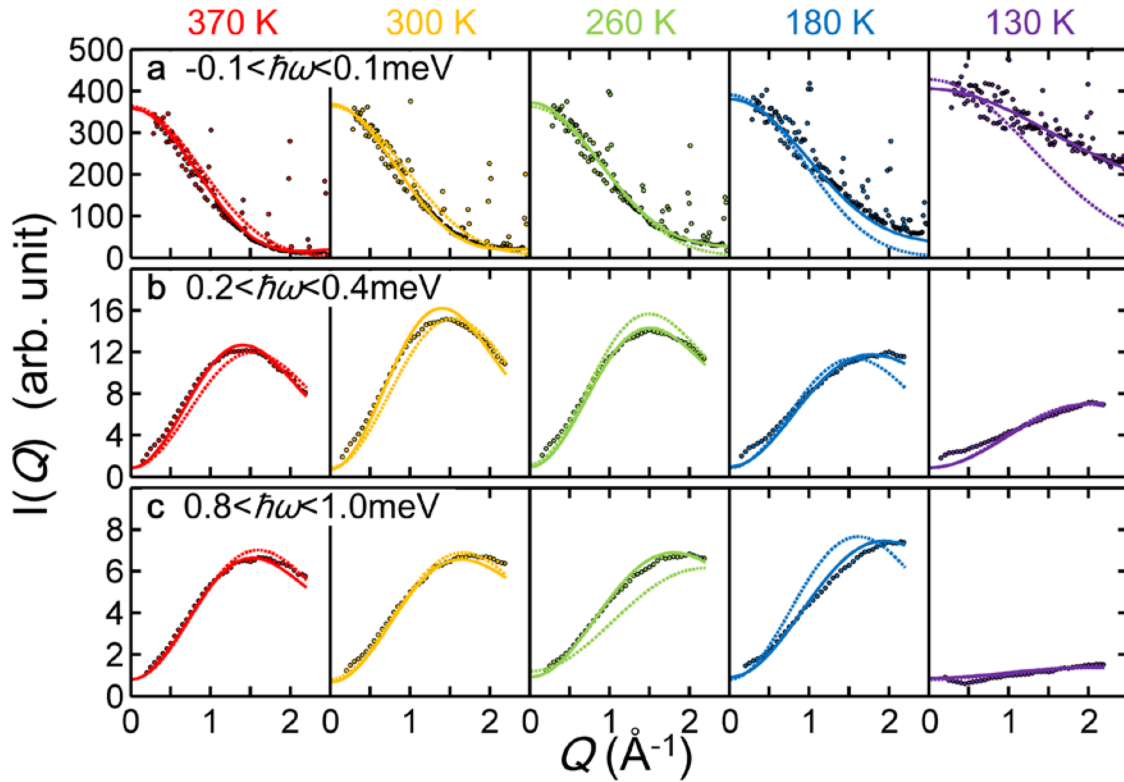 370 K 300 K 260 K 180 K 130 K
a -0.1<ℏω<0.1meV
500
400
300
200
100
0
b 0.2<ℏω<0.4meV
16
12
8
4
0
c 0.8<ℏω<1.0meV
8
6
4
2
0
I(Q) (arb. unit)
0 1 2 0 1 2 0 1 2 0 1 2 0 1 2
Q (Å⁻¹)